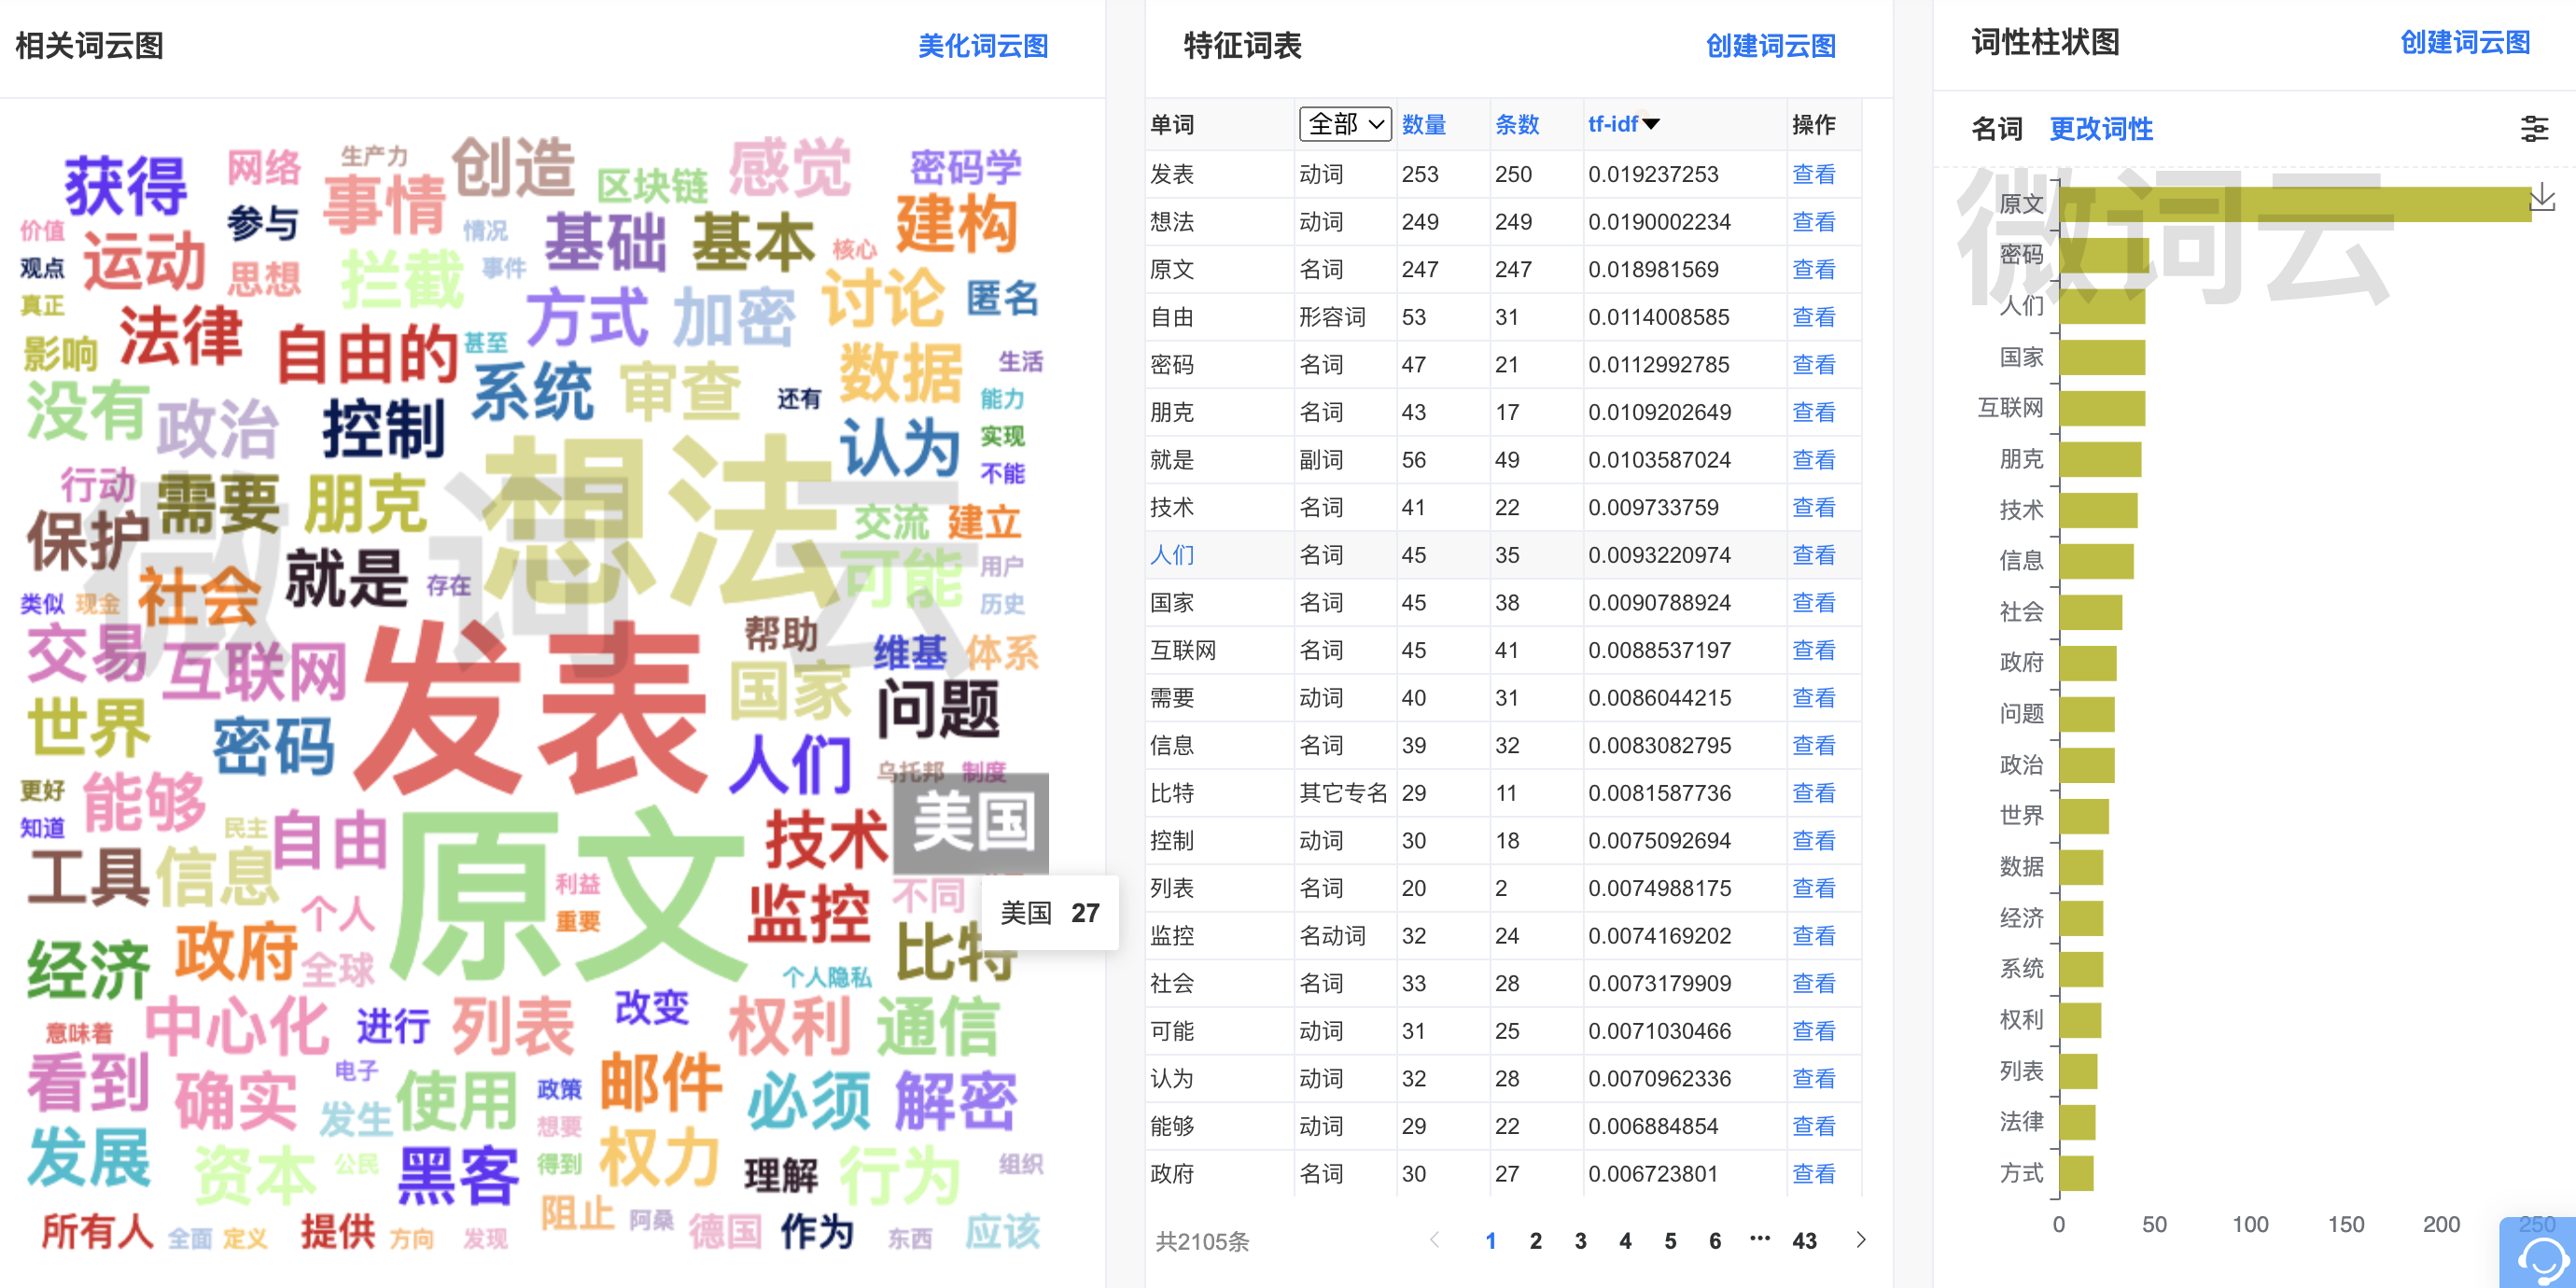 相关词云图 美化词云图
获得 网络 生产力 创造 区块链 感觉 密码学
价值 参与 事情 情况 基础 基本 核心 建构
观点 运动 思想 拦截 事件 讨论 匿名
真正 法律 自由的 甚至 方式 加密
影响 系统 审查 数据 生活
没有 政治 控制 还有 能力
认为 实现
行动 需要 朋克 想法 不能
保护 就是 存在 交流 建立
类似 现金 社会 可能 用户
历史
交易 互联网 发表 帮助 维基 体系
世界 密码 国家 问题
更好 能够 人们 乌托邦 制度
知道 民主 自由 原文 技术 美国
工具 信息 利益 不同
美国 27
个人 重要 监控
经济 政府 全球 个人隐私 比特
意味着 中心化 进行 列表 改变 权利 通信
看到 确实 电子 使用 政策 邮件 必须 解密
发生 想要
发展 资本 公民 黑客 得到 权力 理解 行为 组织
所有人 全面 定义 提供 方向 发现 阻止 阿桑 德国 作为 东西 应该
微词云
特征词表 创建词云图
单词 全部 数量 条数 tf-idf 操作
发表 动词 253 250 0.019237253 查看
想法 动词 249 249 0.0190002234 查看
原文 名词 247 247 0.018981569 查看
自由 形容词 53 31 0.0114008585 查看
密码 名词 47 21 0.0112992785 查看
朋克 名词 43 17 0.0109202649 查看
就是 副词 56 49 0.0103587024 查看
技术 名词 41 22 0.009733759 查看
人们 名词 45 35 0.0093220974 查看
国家 名词 45 38 0.0090788924 查看
互联网 名词 45 41 0.0088537197 查看
需要 动词 40 31 0.0086044215 查看
信息 名词 39 32 0.0083082795 查看
比特 其它专名 29 11 0.0081587736 查看
控制 动词 30 18 0.0075092694 查看
列表 名词 20 2 0.0074988175 查看
监控 名动词 32 24 0.0074169202 查看
社会 名词 33 28 0.0073179909 查看
可能 动词 31 25 0.0071030466 查看
认为 动词 32 28 0.0070962336 查看
能够 动词 29 22 0.006884854 查看
政府 名词 30 27 0.006723801 查看
共2105条 1 2 3 4 5 6 ··· 43
词性柱状图 创建词云图
名词 更改词性
微词云
原文
密码
人们
国家
互联网
朋克
技术
信息
社会
政府
问题
政治
世界
数据
经济
系统
权利
列表
法律
方式
0 50 100 150 200 250